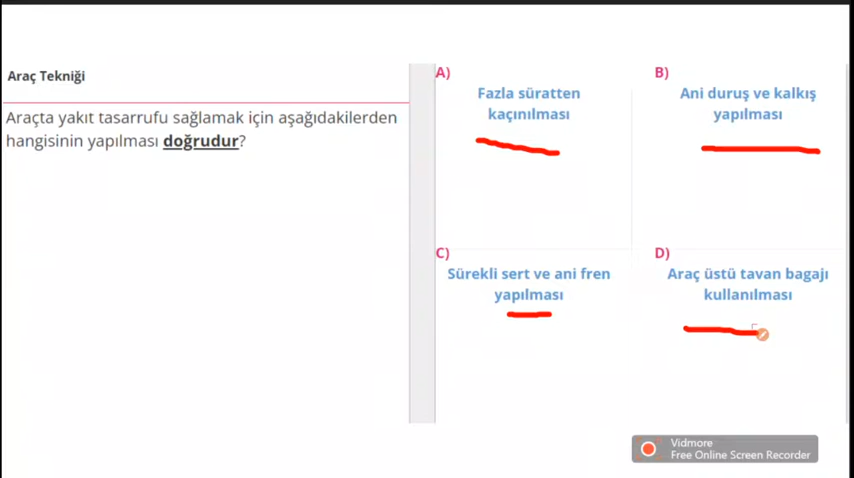 Araç Tekniği
Araçta yakıt tasarrufu sağlamak için aşağıdakilerden
hangisinin yapılması doğrudur?
A)
Fazla süratten
kaçınılması
B)
Ani duruş ve kalkış
yapılması
C)
Sürekli sert ve ani fren
yapılması
D)
Araç üstü tavan bagajı
kullanılması
Vidmore
Free Online Screen Recorder